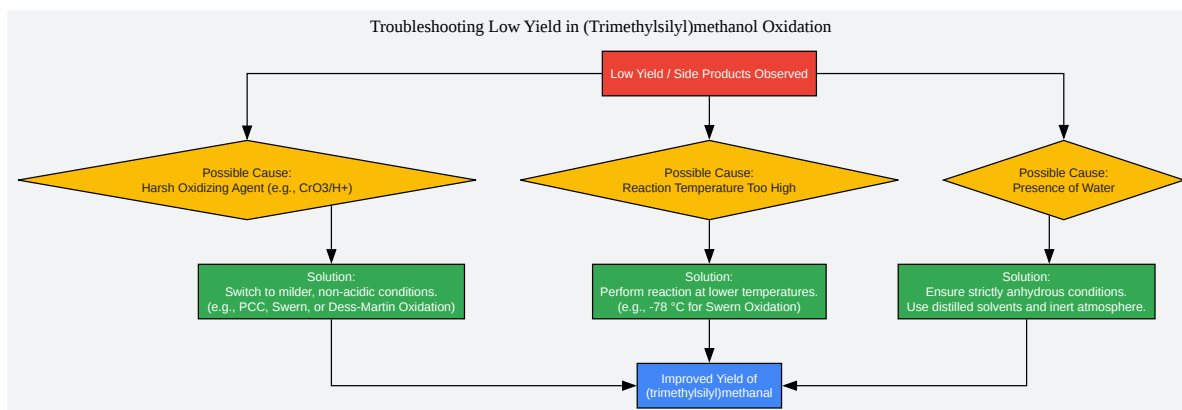 Troubleshooting Low Yield in (Trimethylsilyl)methanol Oxidation
Low Yield / Side Products Observed
Possible Cause:
Harsh Oxidizing Agent (e.g., CrO3/H+)
Possible Cause:
Reaction Temperature Too High
Possible Cause:
Presence of Water
Solution:
Switch to milder, non-acidic conditions.
(e.g., PCC, Swern, or Dess-Martin Oxidation)
Solution:
Perform reaction at lower temperatures.
(e.g., -78 °C for Swern Oxidation)
Solution:
Ensure strictly anhydrous conditions.
Use distilled solvents and inert atmosphere.
Improved Yield of
(trimethylsilyl)methanal